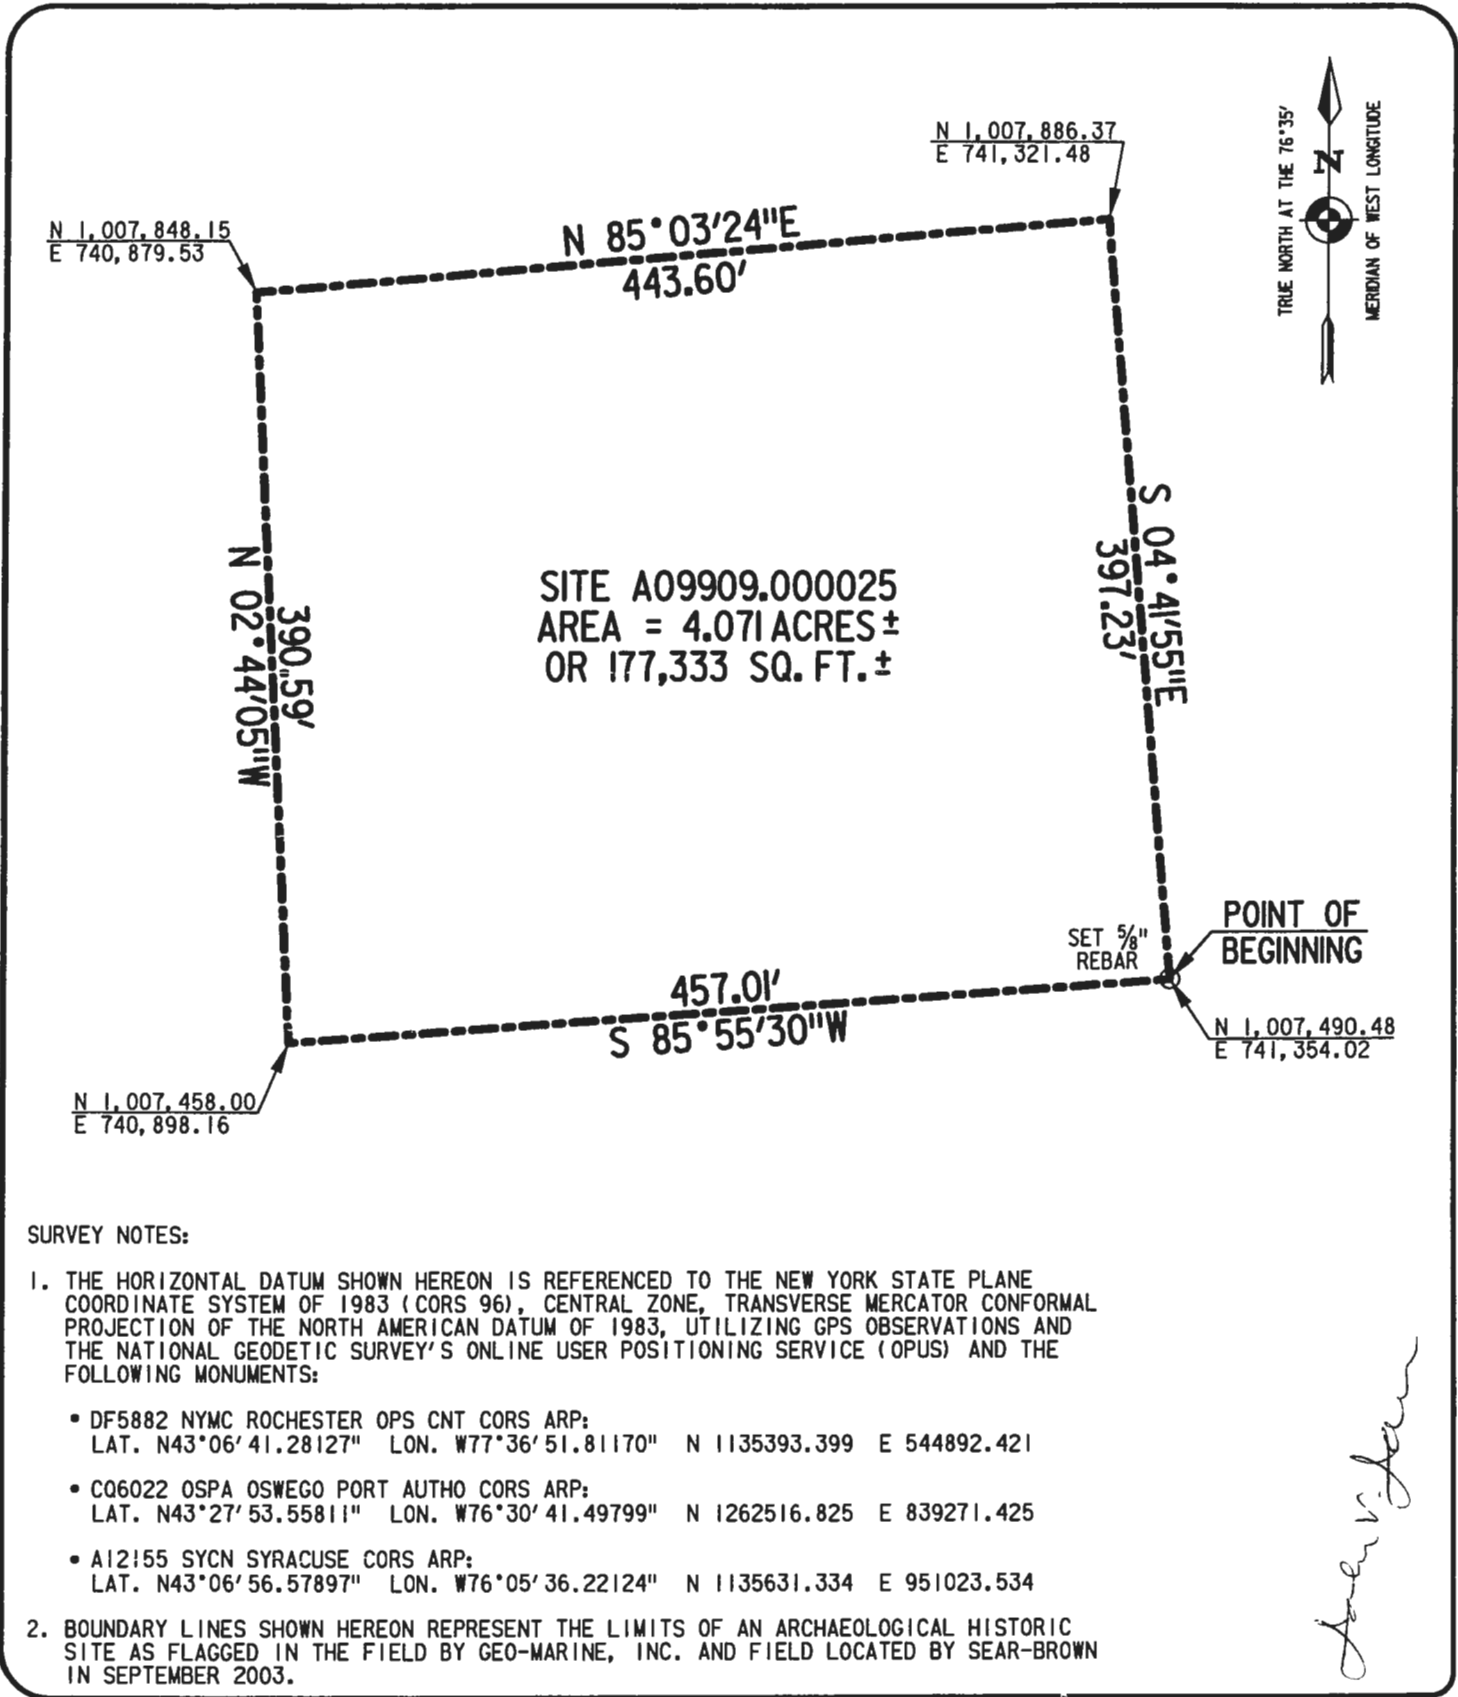 N 1,007,886.37
E 741,321.48
TRUE NORTH AT THE 76°35'
N
MERIDIAN OF WEST LONGITUDE
N 1,007,848.15
E 740,879.53
N 85°03'24"E
443.60'
S 04°41'55"E
397.23'
N 02°44'05"W
390.59'
SITE A09909.000025
AREA = 4.071 ACRES±
OR 177,333 SQ. FT.±
SET 5/8"
REBAR
POINT OF
BEGINNING
457.01'
S 85°55'30"W
N 1,007,490.48
E 741,354.02
N 1,007,458.00
E 740,898.16
SURVEY NOTES:
1. THE HORIZONTAL DATUM SHOWN HEREON IS REFERENCED TO THE NEW YORK STATE PLANE
COORDINATE SYSTEM OF 1983 (CORS 96), CENTRAL ZONE, TRANSVERSE MERCATOR CONFORMAL
PROJECTION OF THE NORTH AMERICAN DATUM OF 1983, UTILIZING GPS OBSERVATIONS AND
THE NATIONAL GEODETIC SURVEY'S ONLINE USER POSITIONING SERVICE (OPUS) AND THE
FOLLOWING MONUMENTS:
• DF5882 NYMC ROCHESTER OPS CNT CORS ARP:
LAT. N43°06'41.28127" LON. W77°36'51.81170" N 1135393.399 E 544892.421
• CQ6022 OSPA OSWEGO PORT AUTHO CORS ARP:
LAT. N43°27'53.55811" LON. W76°30'41.49799" N 1262516.825 E 839271.425
• AI2155 SYCN SYRACUSE CORS ARP:
LAT. N43°06'56.57897" LON. W76°05'36.22124" N 1135631.334 E 951023.534
2. BOUNDARY LINES SHOWN HEREON REPRESENT THE LIMITS OF AN ARCHAEOLOGICAL HISTORIC
SITE AS FLAGGED IN THE FIELD BY GEO-MARINE, INC. AND FIELD LOCATED BY SEAR-BROWN
IN SEPTEMBER 2003.